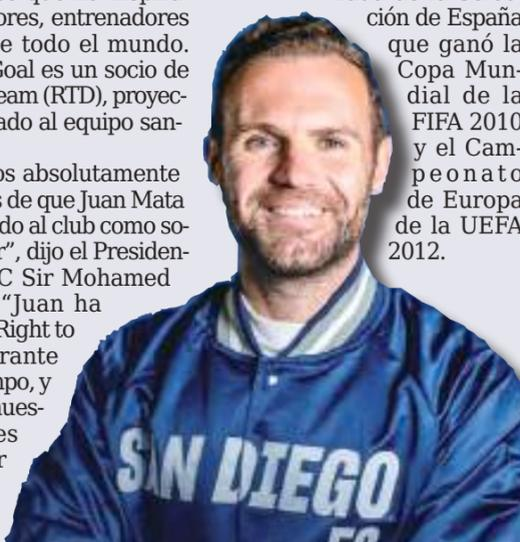 ores, entrenadores
e todo el mundo.
Goal es un socio de
eam (RTD), proyec-
ado al equipo san-
os absolutamente
s de que Juan Mata
do al club como so-
r”, dijo el Presiden-
C Sir Mohamed
“Juan ha
Right to
rante
mpo, y
nues-
es
r
ción de España
que ganó la
Copa Mun-
dial de la
FIFA 2010
y el Cam-
peonato
de Europa
de la UEFA
2012.
SAN DIEGO
FC